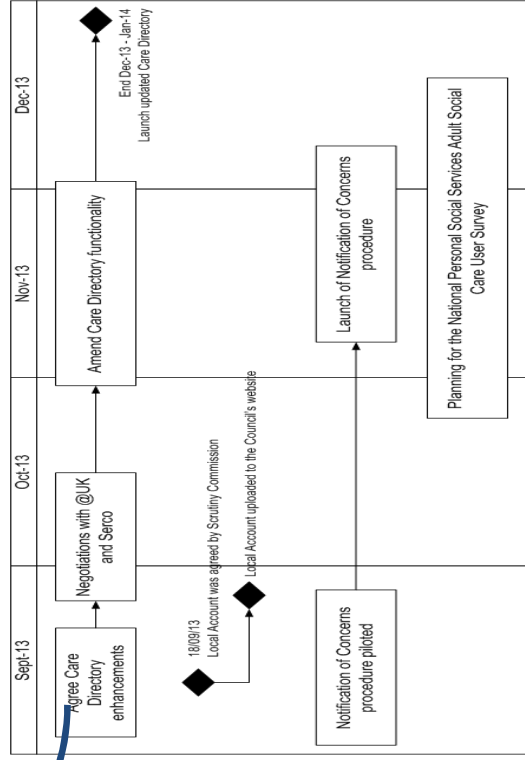 Sept-13
Oct-13
Nov-13
Dec-13
Agree Care
Directory
enhancements
Negotiations with @UK
and Serco
Amend Care Directory functionality
End Dec-13 - Jan-14
Launch updated Care Directory
18/09/13
Local Account was agreed by Scrutiny Commission
Local Account uploaded to the Council's website
Notification of Concerns
procedure piloted
Launch of Notification of Concerns
procedure
Planning for the National Personal Social Services Adult Social
Care User Survey